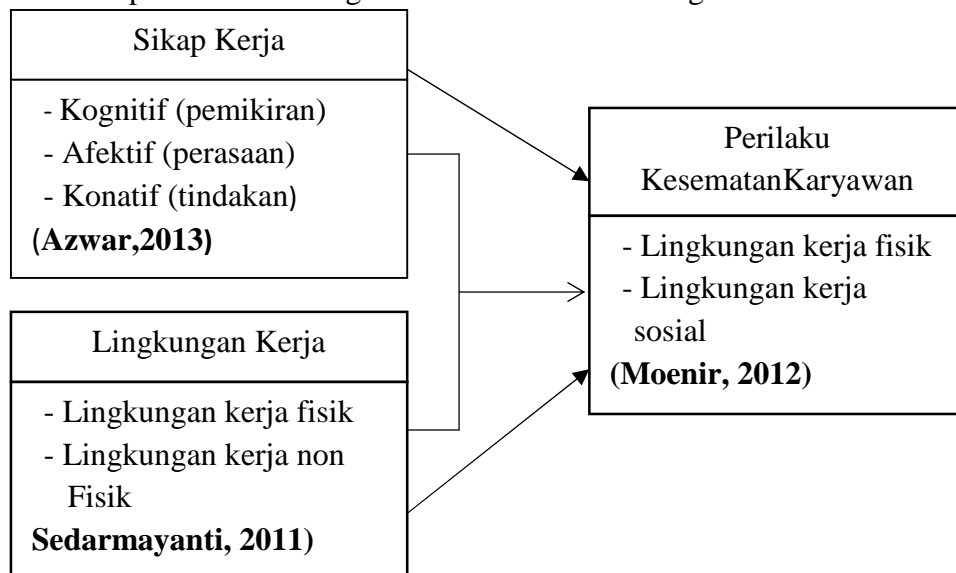 Sikap Kerja
- Kognitif (pemikiran)
- Afektif (perasaan)
- Konatif (tindakan)
(Azwar,2013)
Lingkungan Kerja
- Lingkungan kerja fisik
- Lingkungan kerja non
Fisik
Sedarmayanti, 2011)
Perilaku
KesematanKaryawan
- Lingkungan kerja fisik
- Lingkungan kerja
sosial
(Moenir, 2012)